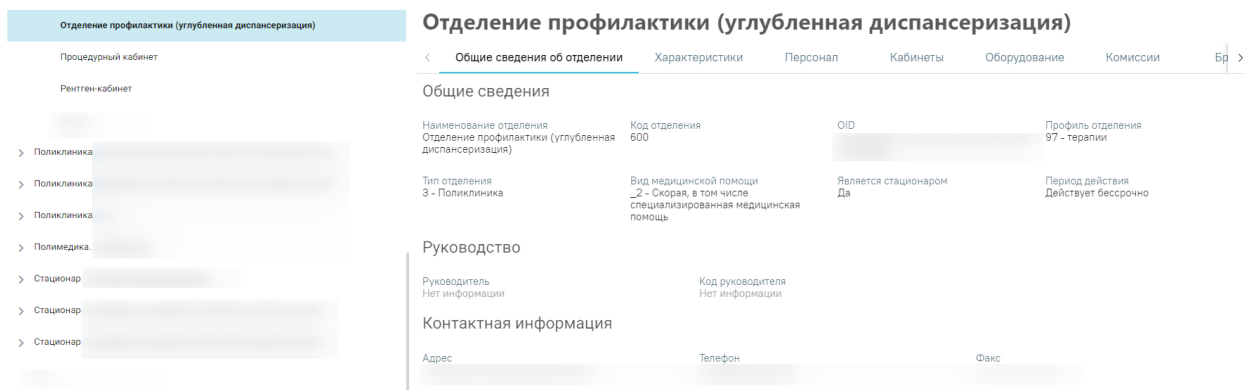 Отделение профилактики (углубленная диспансеризация)
Процедурный кабинет
Рентген-кабинет
Поликлиника
Поликлиника
Поликлиника
Полимедика.
Стационар
Стационар
Стационар
Отделение профилактики (углубленная диспансеризация)
Общие сведения об отделении Характеристики Персонал Кабинеты Оборудование Комиссии Бр
Общие сведения
Наименование отделения Код отделения OID Профиль отделения
Отделение профилактики (углубленная 600 97 - терапии
диспансеризация)
Тип отделения Вид медицинской помощи Является стационаром Период действия
3 - Поликлиника _2 - Скорая, в том числе Да Действует бессрочно
специализированная медицинская
помощь
Руководство
Руководитель Код руководителя
Нет информации Нет информации
Контактная информация
Адрес Телефон Факс